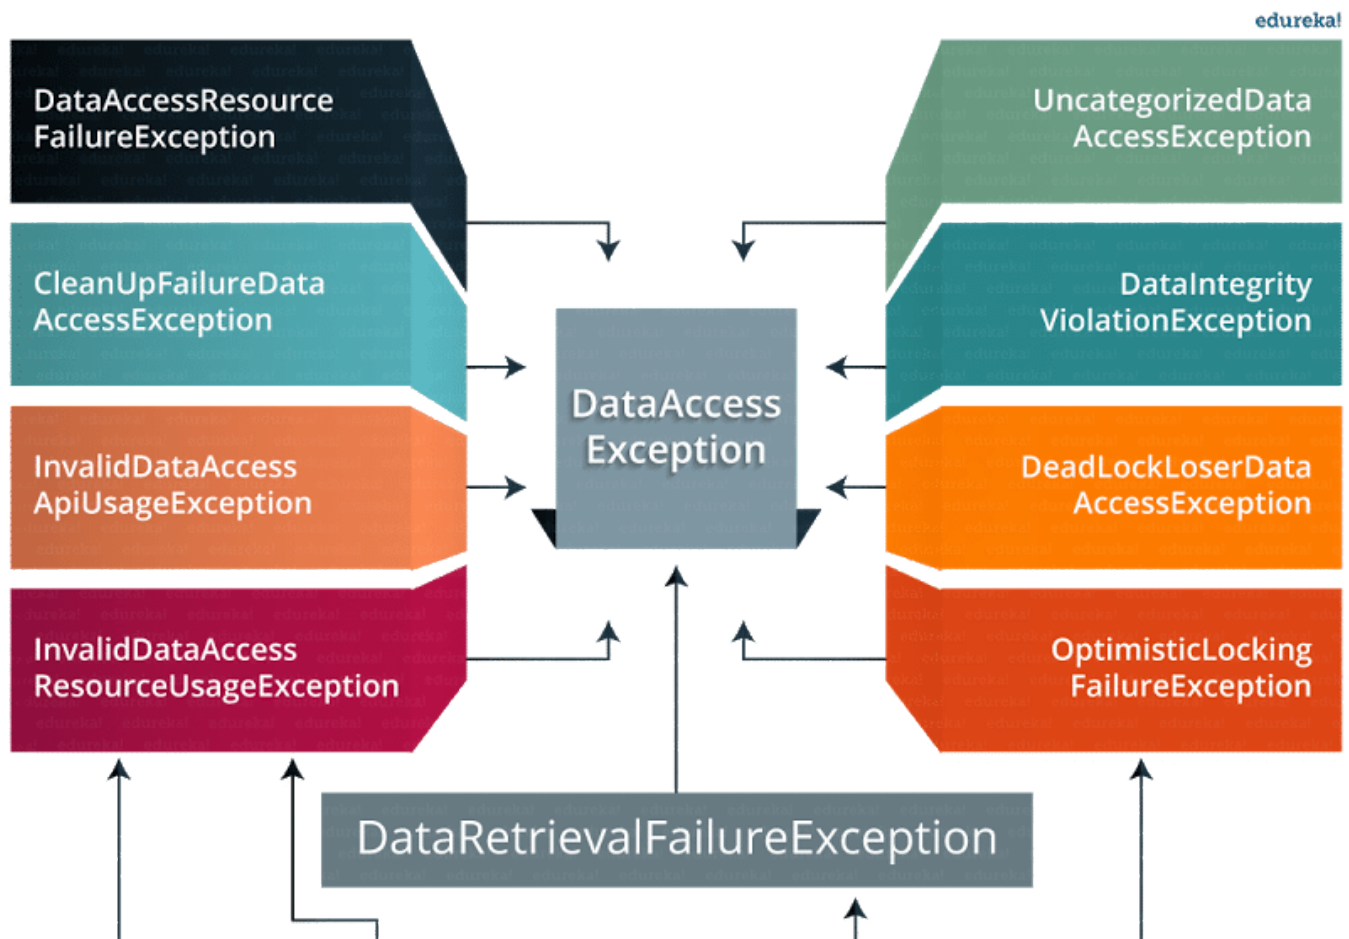 edureka!
DataAccessResource
FailureException
UncategorizedData
AccessException
CleanUpFailureData
AccessException
DataIntegrity
ViolationException
DataAccess
Exception
InvalidDataAccess
ApiUsageException
DeadLockLoserData
AccessException
InvalidDataAccess
ResourceUsageException
OptimisticLocking
FailureException
DataRetrievalFailureException